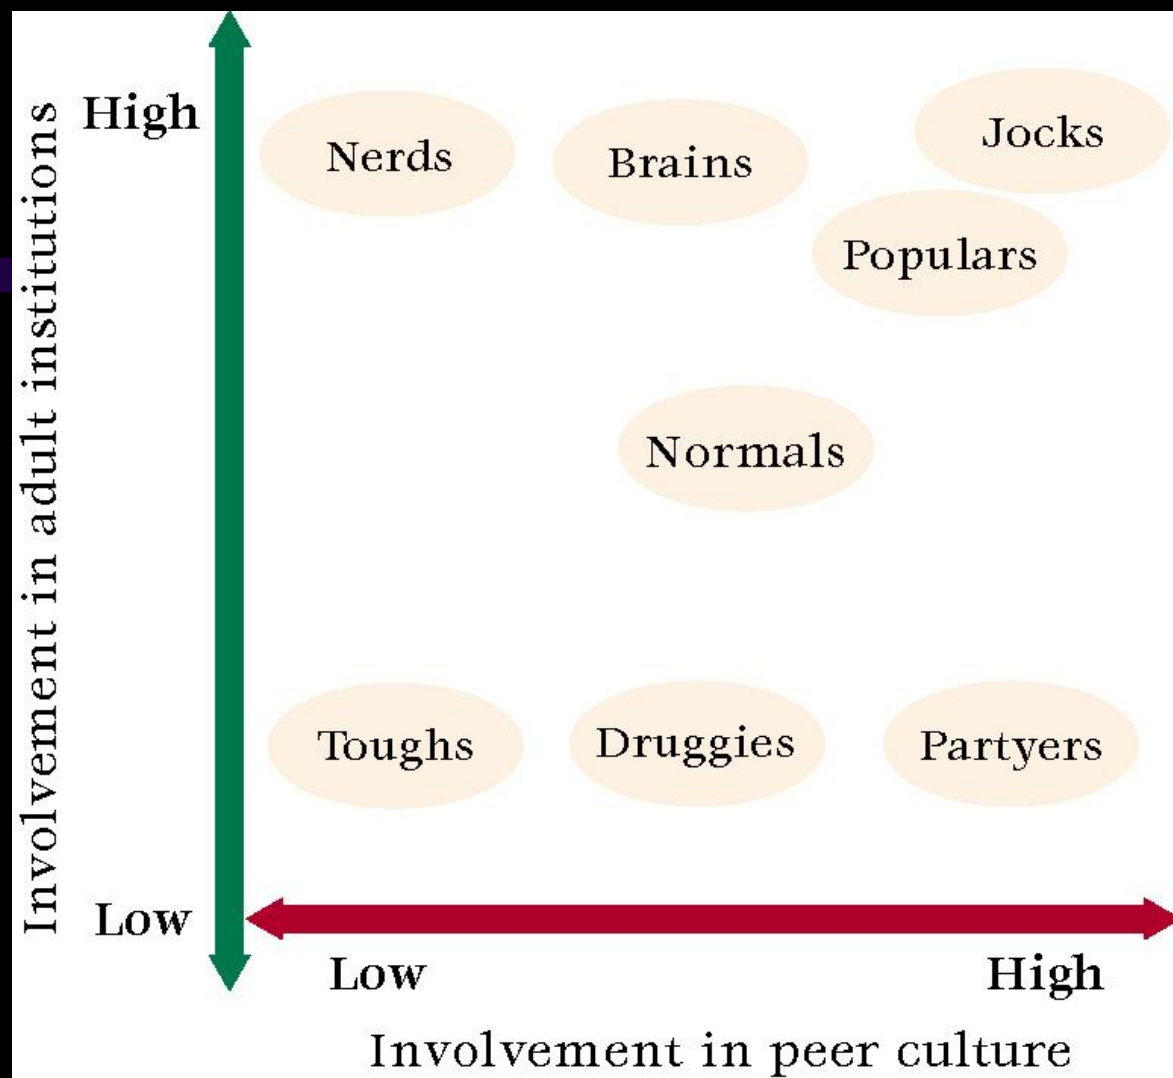 Involvement in adult institutions
High
Nerds
Brains
Jocks
Populars
Normals
Toughs
Druggies
Partyers
Low
Low
High
Involvement in peer culture